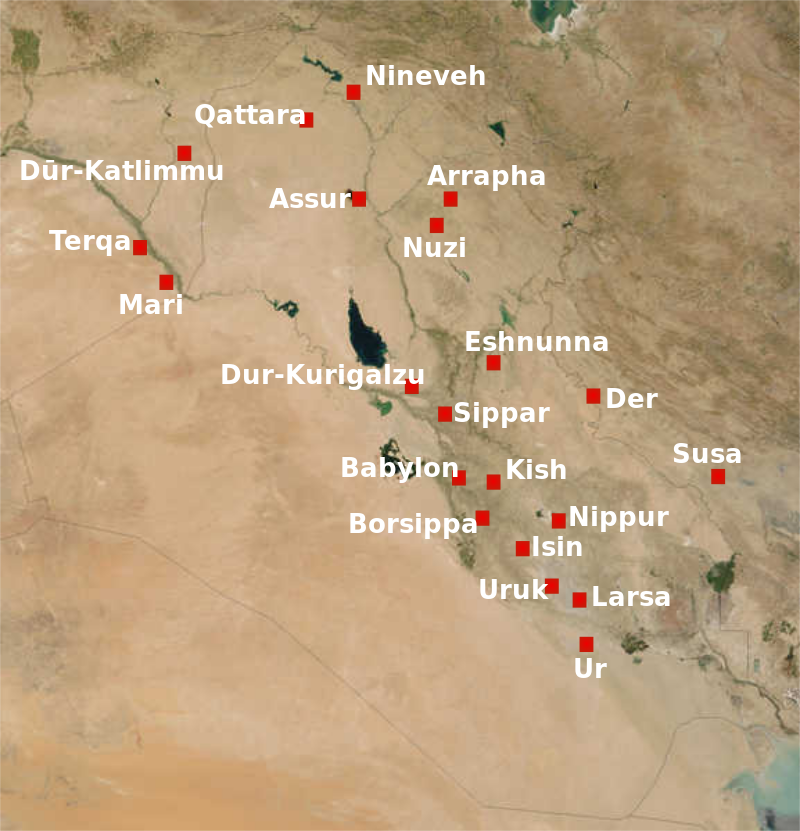 Nineveh
Qattara
Dūr-Katlimmu
Arrapha
Assur
Terqa
Nuzi
Mari
Eshnunna
Dur-Kurigalzu
Der
Sippar
Susa
Babylon
Kish
Nippur
Borsippa
Isin
Uruk
Larsa
Ur